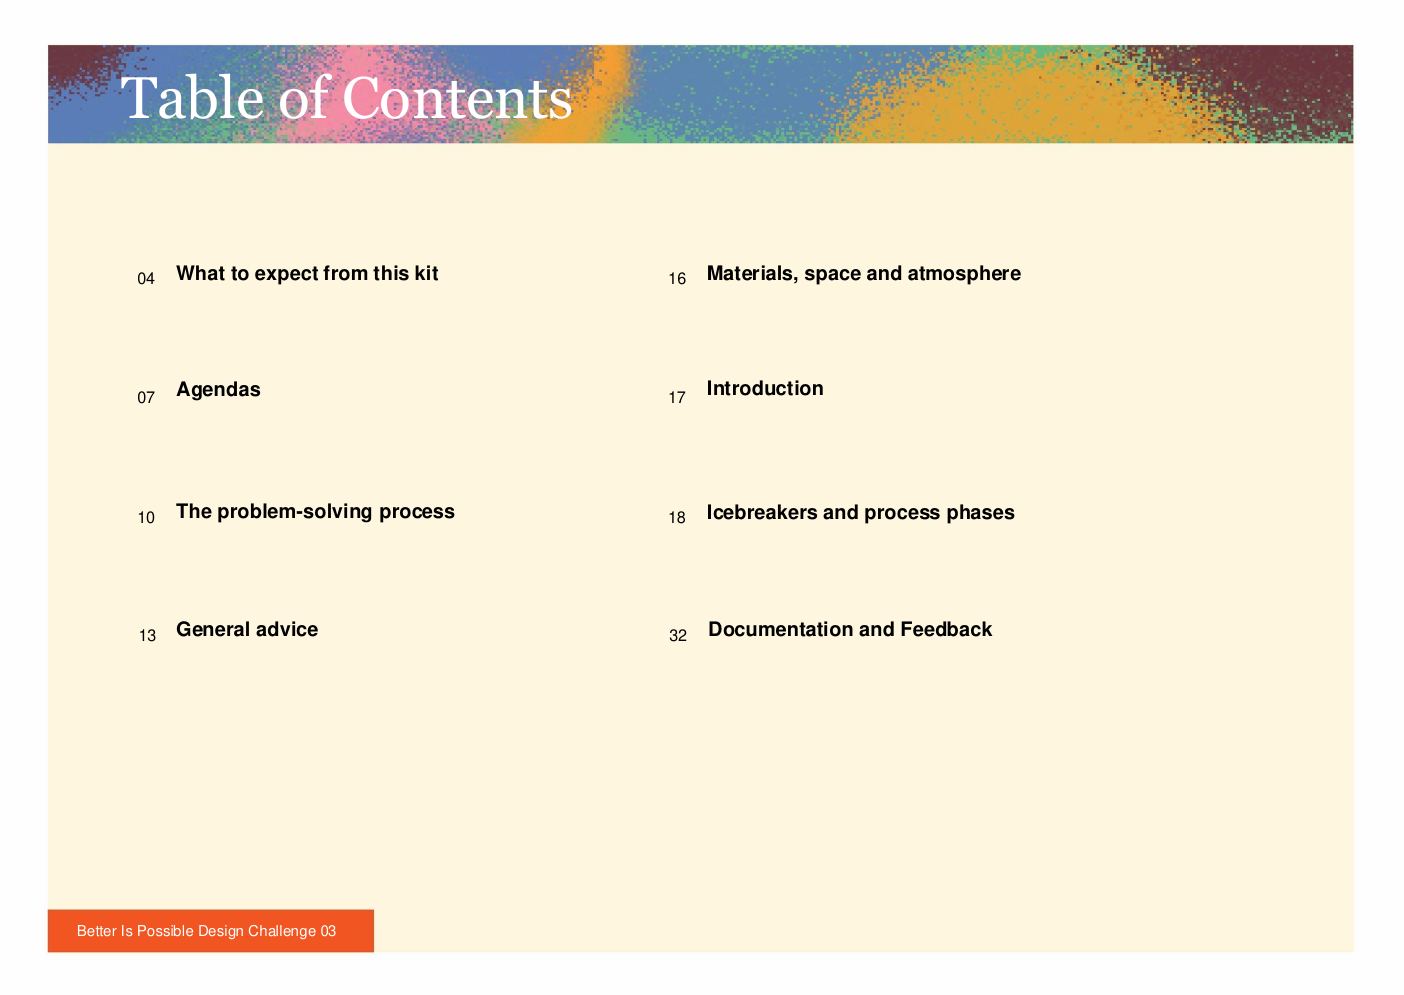 Table of Contents
04 What to expect from this kit
07 Agendas
10 The problem-solving process
13 General advice
16 Materials, space and atmosphere
17 Introduction
18 Icebreakers and process phases
32 Documentation and Feedback
Better Is Possible Design Challenge 03